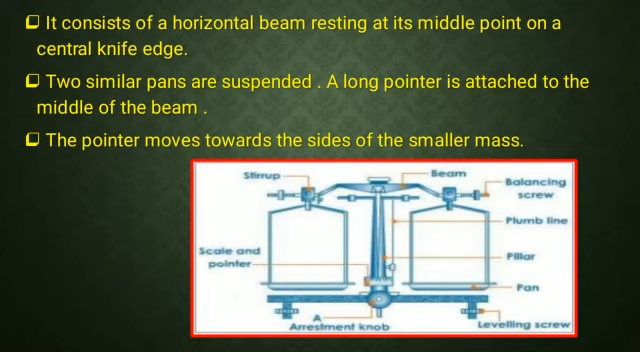 It consists of a horizontal beam resting at its middle point on a
central knife edge.
Two similar pans are suspended . A long pointer is attached to the
middle of the beam .
The pointer moves towards the sides of the smaller mass.
Stirrup
Beam
Balancing
screw
Plumb line
Scale and
pointer
Pillar
Pan
A
Arrestment knob
Levelling screw